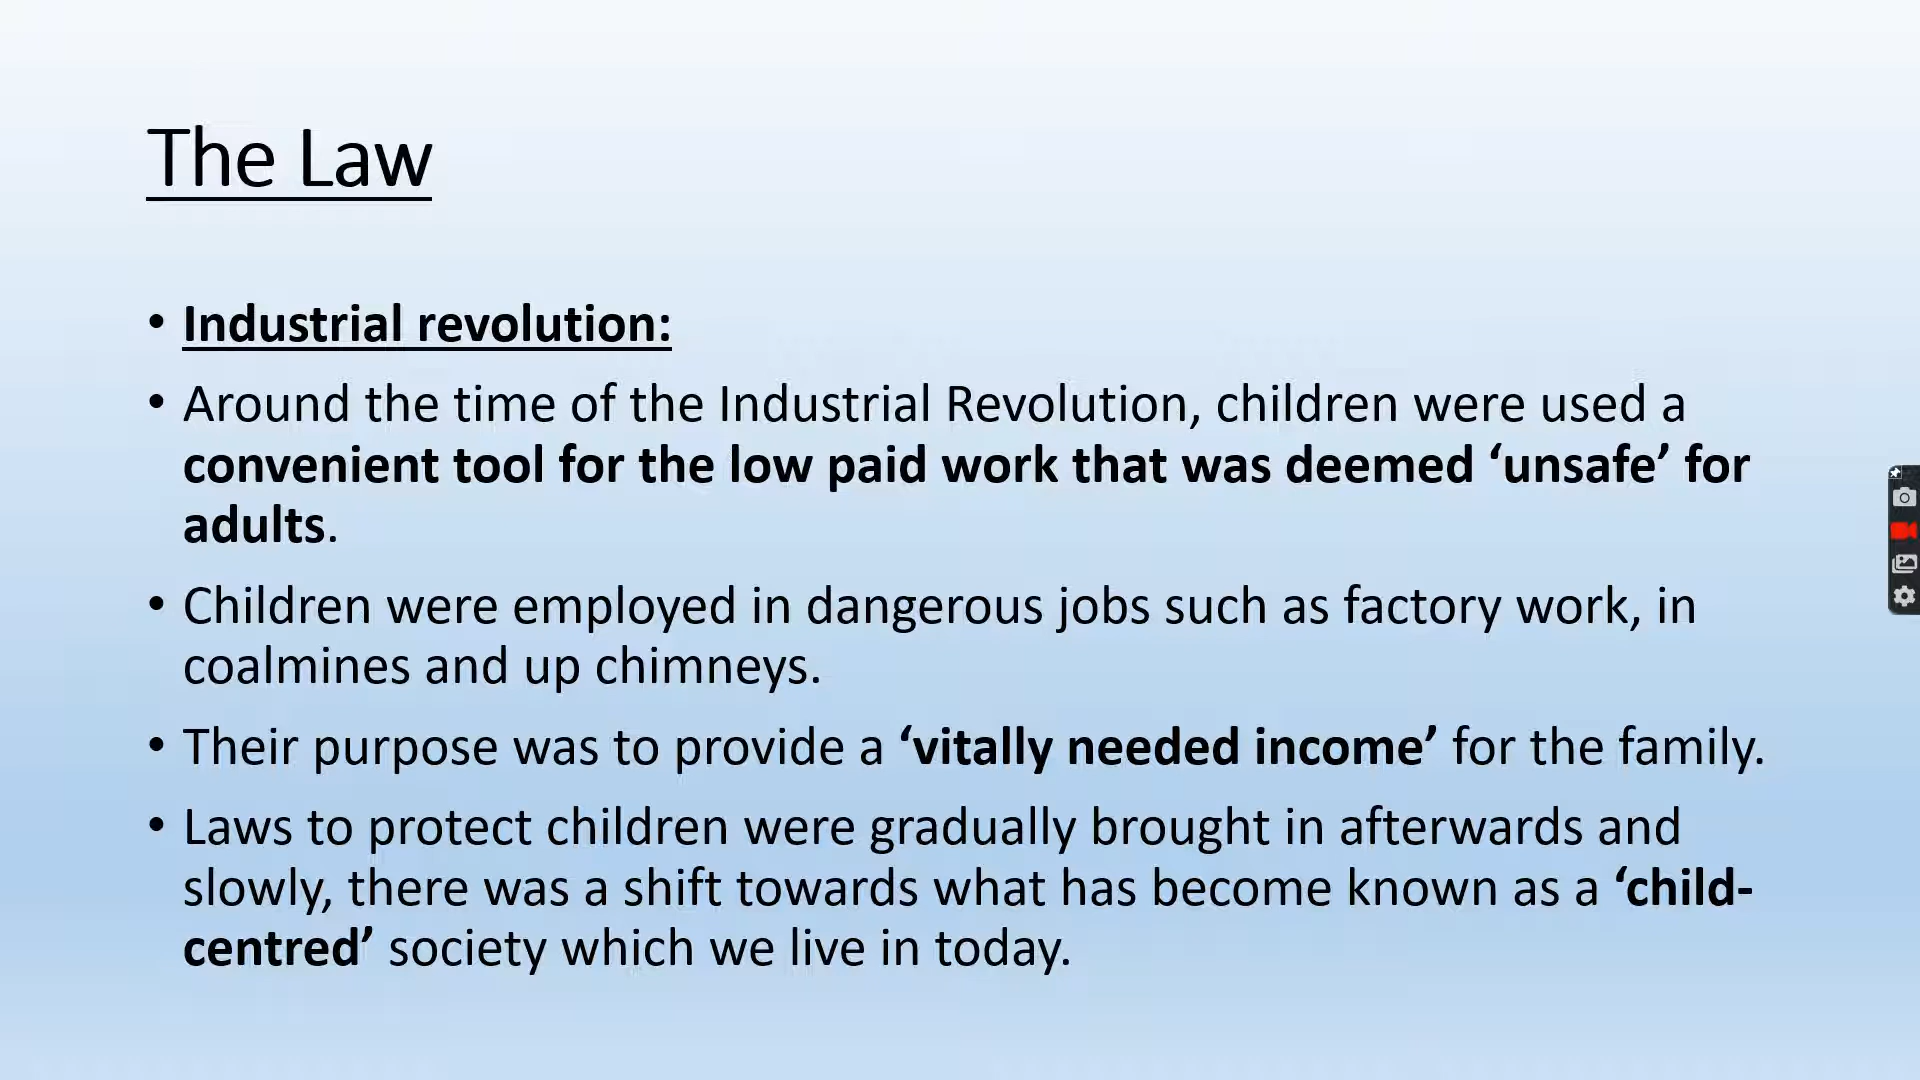 The Law
• Industrial revolution:
• Around the time of the Industrial Revolution, children were used a
convenient tool for the low paid work that was deemed ‘unsafe’ for
adults.
• Children were employed in dangerous jobs such as factory work, in
coalmines and up chimneys.
• Their purpose was to provide a ‘vitally needed income’ for the family.
• Laws to protect children were gradually brought in afterwards and
slowly, there was a shift towards what has become known as a ‘child-
centred’ society which we live in today.